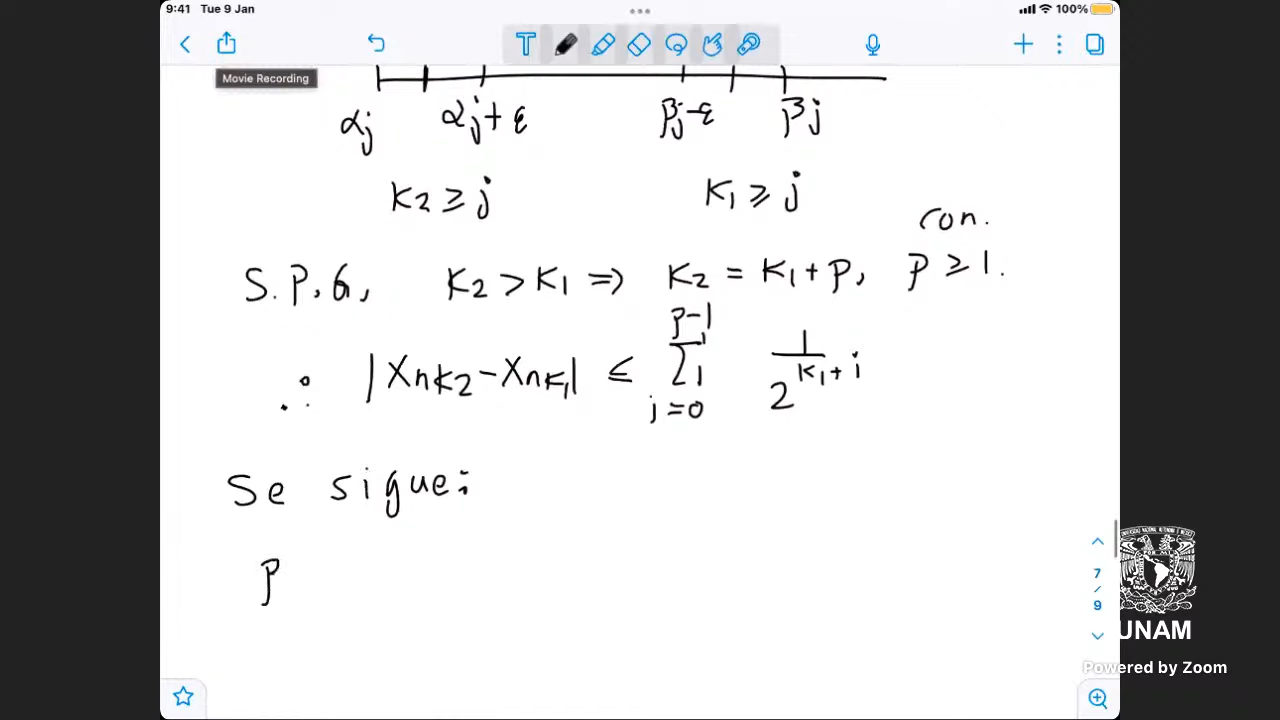 9:41 Tue 9 Jan 100%
Movie Recording
αj αj + ε βj - ε βj
K2 ≥ j K1 ≥ j
S.P.G, K2 > K1 ⇒ K2 = K1 + p, con. p ≥ 1.
∴ |Xnk2 - Xnk1| ≤ Σ_{j=0}^{p-1} 1/2^{K1+i}
Se sigue:
P
7
/
9
UNAM
Powered by Zoom